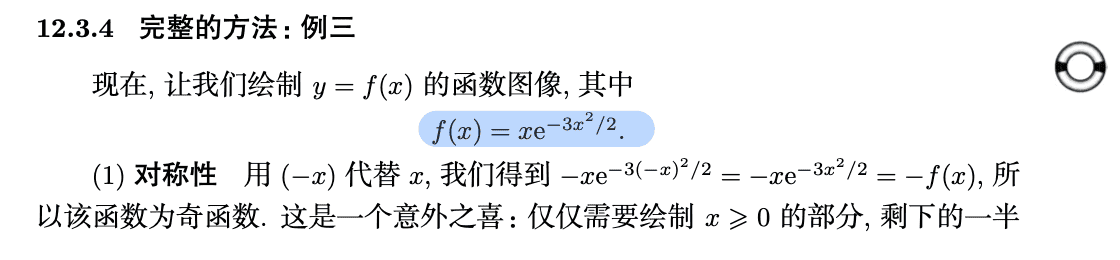 12.3.4 完整的方法: 例三
现在, 让我们绘制 y = f(x) 的函数图像, 其中
f(x) = xe^{-3x^2/2}.
(1) 对称性 用 (−x) 代替 x, 我们得到 −xe^{−3(−x)^2/2} = −xe^{−3x^2/2} = −f(x), 所
以该函数为奇函数. 这是一个意外之喜: 仅仅需要绘制 x ⩾ 0 的部分, 剩下的一半